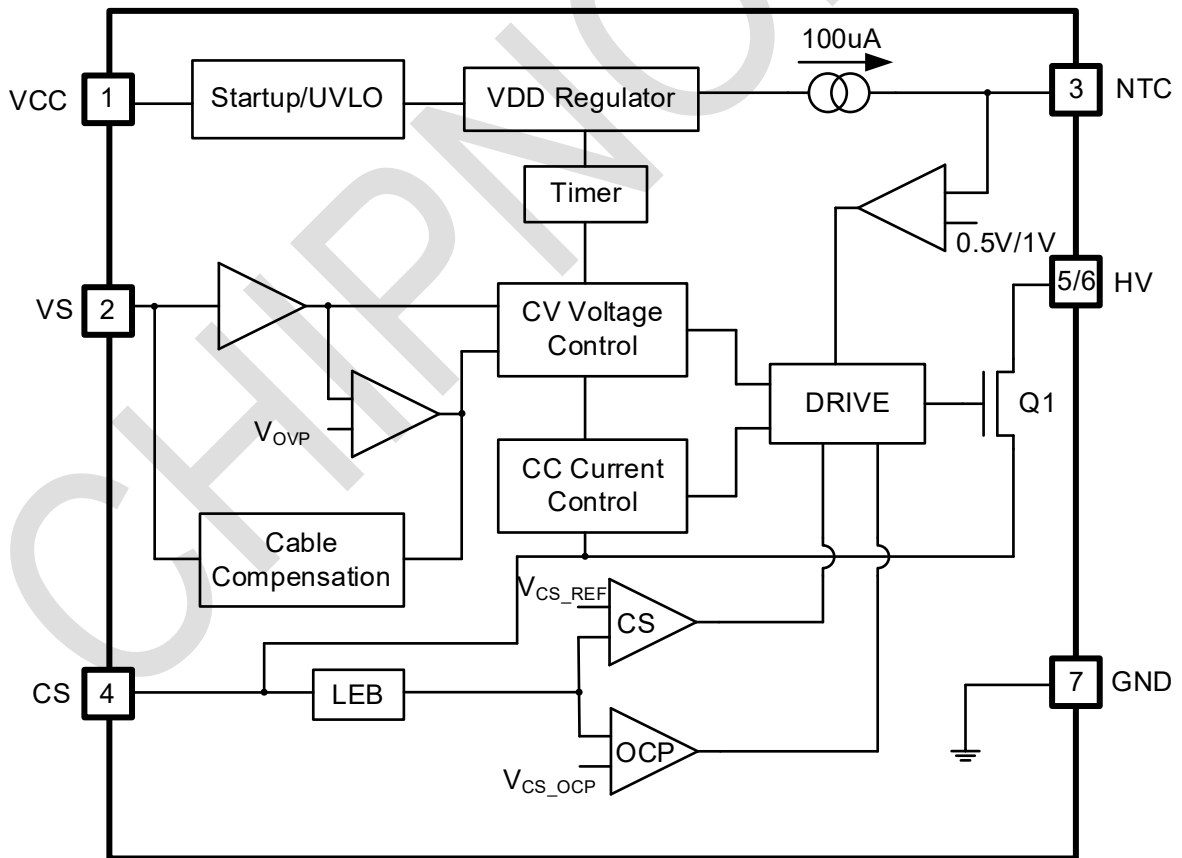 100uA
VCC
1
Startup/UVLO
VDD Regulator
3
NTC
Timer
0.5V/1V
VS
2
CV Voltage
Control
5/6
HV
DRIVE
Q1
VOVP
CC Current
Control
Cable
Compensation
VCS_REF
CS
CS
4
LEB
7
GND
OCP
VCS_OCP